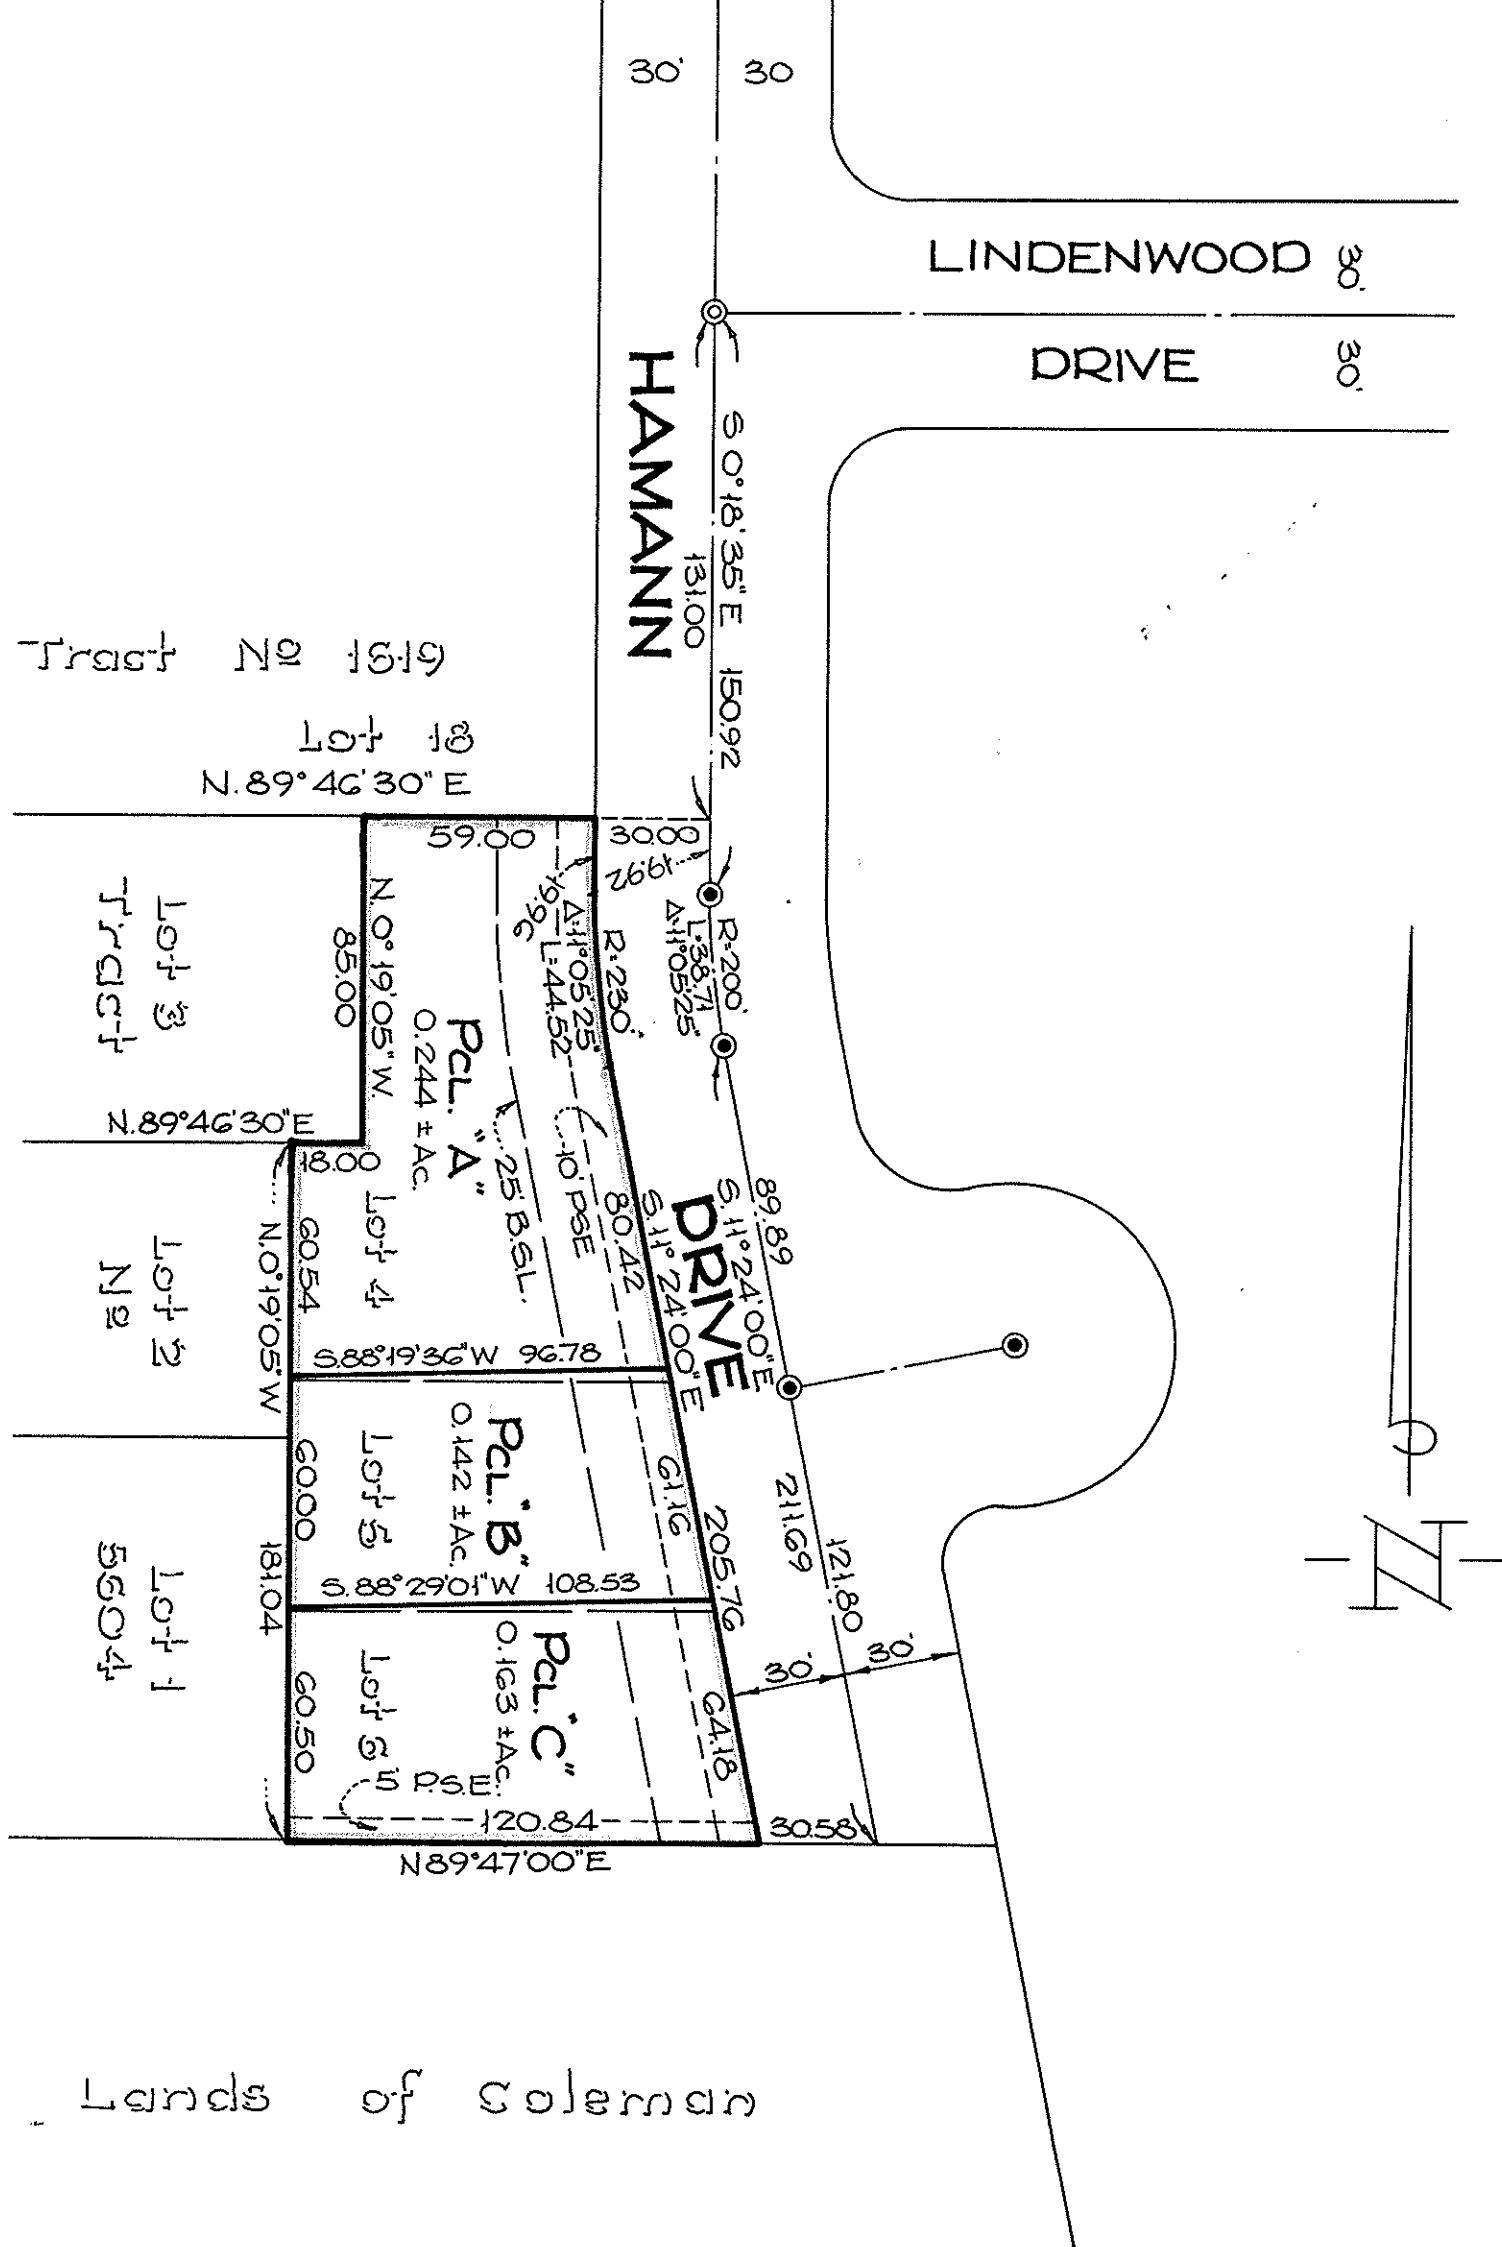 30' 30
LINDENWOOD 30.'
DRIVE 30.'
HAMANN
S 0°18'35" E 150.92
131.00
Tract Nº 1519
Lot 18
N. 89° 46' 30" E
59.00
30.00
19.92
19.96
R=200'
L=38.71
Δ=11°05'25"
R=230'
Δ=11°05'25"
L=44.52
Lot 3
Tract
N 0° 19' 05" W.
85.00
PCL. "A"
0.244 ± Ac.
N. 89°46'30"E
18.00
25' B.S.L.
10' PSE
80.42
S. 11° 24' 00" E
DRIVE
89.89
S. 11° 24' 00" E
Lot 4
60.54
N. 0° 19' 05" W
Lot 2
Nº
S. 88° 19' 36" W 96.78
PCL. "B"
0.142 ± Ac.
Lot 5
60.00
61.16
205.76
211.69
121.80
181.04
Lot 1
5604
S. 88° 29' 01" W 108.53
PCL. "C"
0.163 ± Ac.
Lot 6
60.50
64.18
30' 30'
5' P.S.E.
120.84
30.58
N 89° 47' 00" E
N
Lands of Coleman